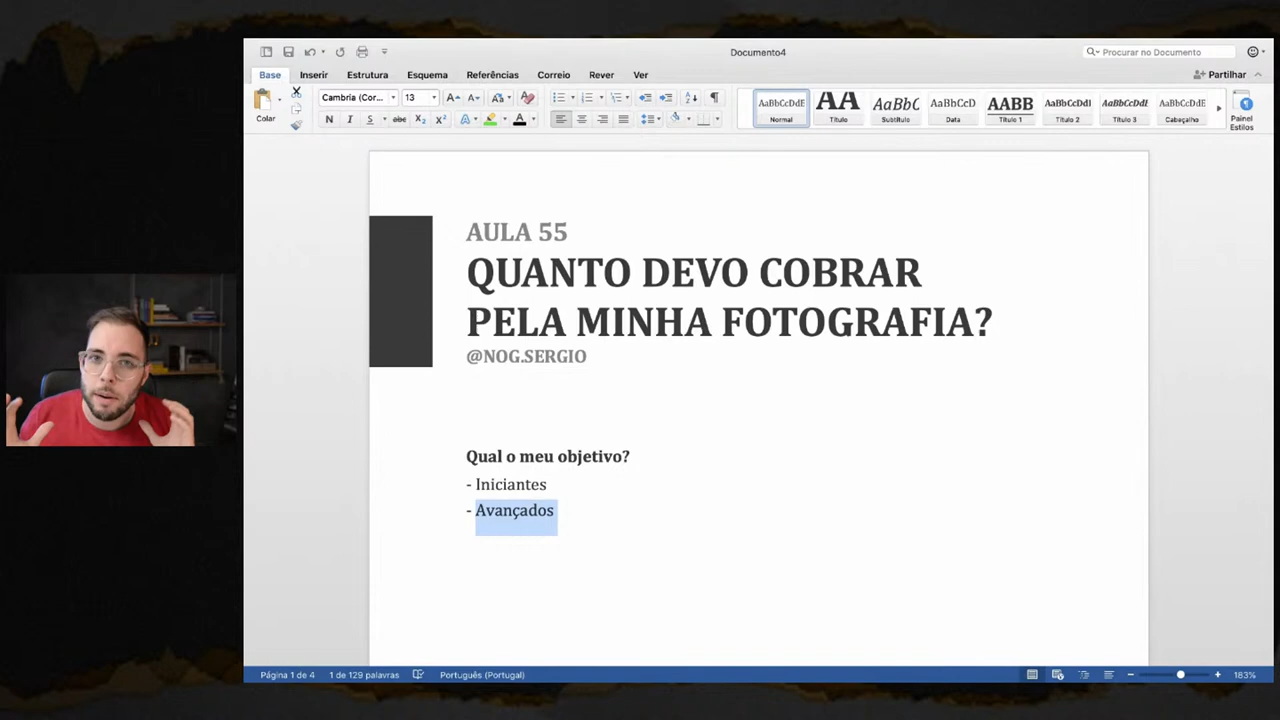 Documento4
Procurar no Documento
Base Inserir Estrutura Esquema Referências Correio Rever Ver
Partilhar
Colar
Cambria (Cor... 13
N I S abc X₂ X²
AaBbCcDdE Normal
AA Título
AaBbC Subtítulo
AaBbCcD Data
AABB Título 1
AaBbCcDdI Título 2
AaBbCcDdE Título 3
AaBbCcDdE Cabeçalho
Painel
Estilos
AULA 55
QUANTO DEVO COBRAR
PELA MINHA FOTOGRAFIA?
@NOG.SERGIO
Qual o meu objetivo?
- Iniciantes
- Avançados
Página 1 de 4 1 de 129 palavras Português (Portugal) 183%